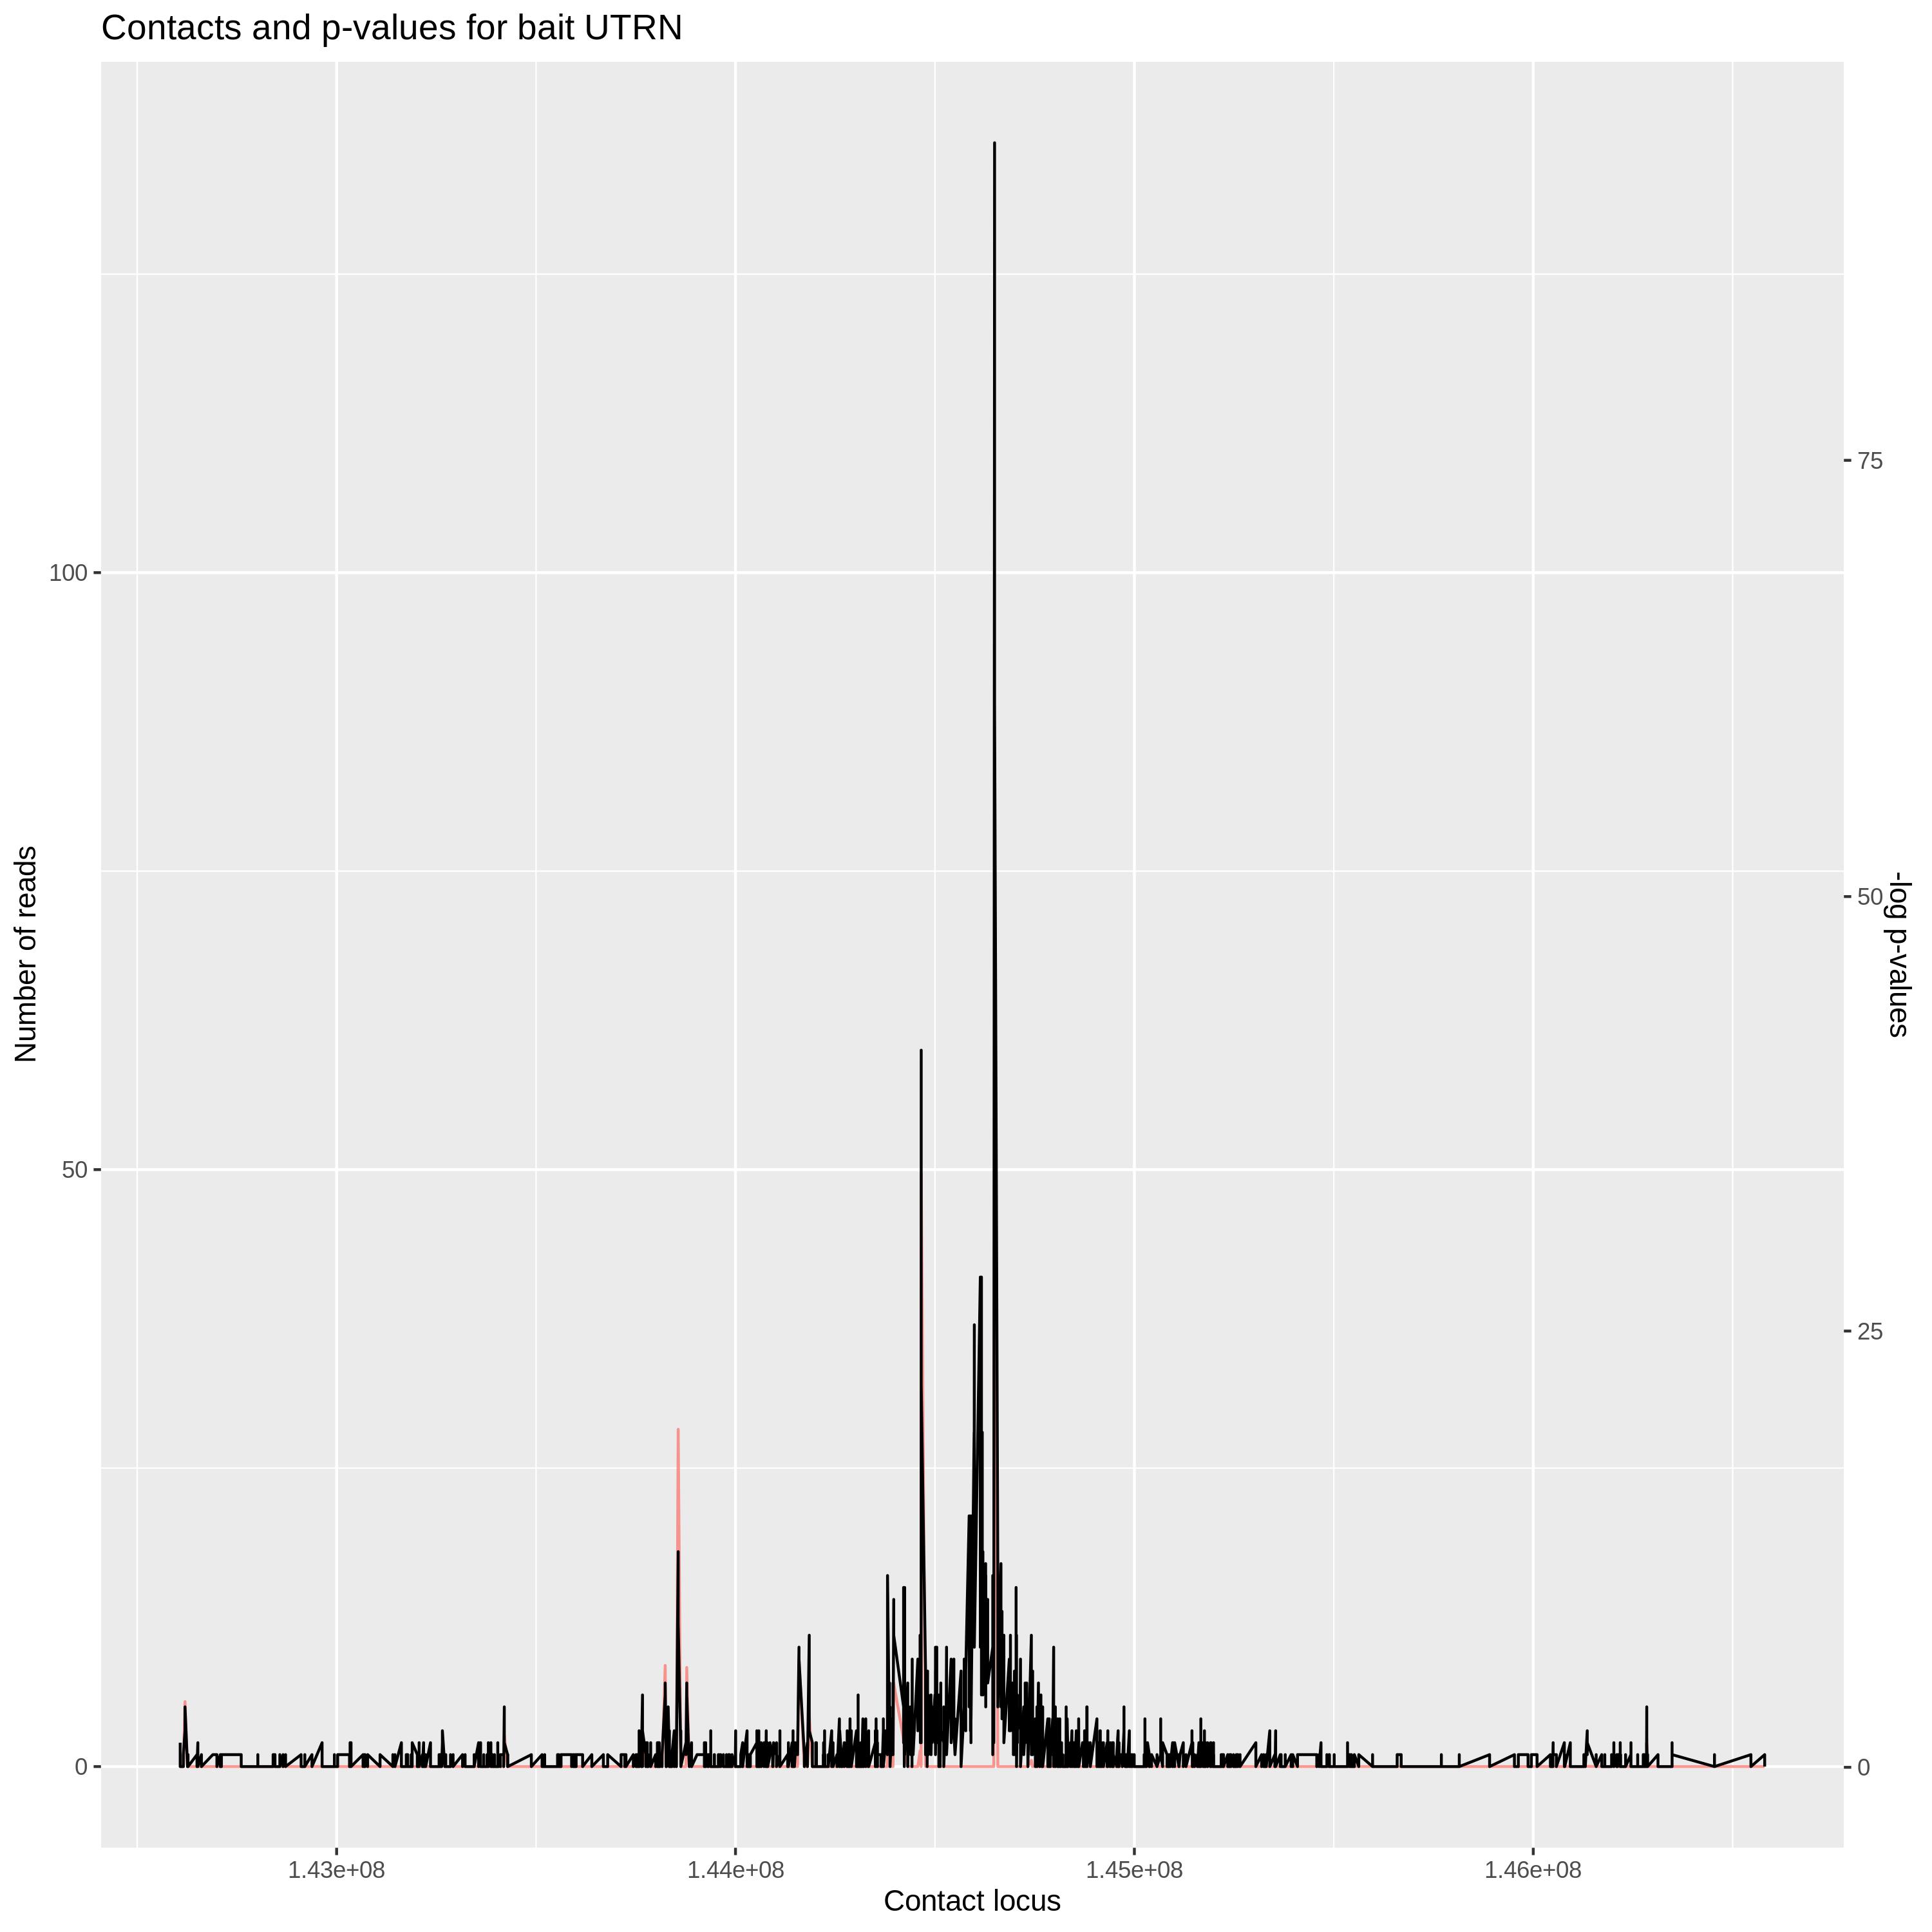 Contacts and p-values for bait UTRN
Number of reads
100
50
0
75
50
25
0
-log p-values
1.43e+08 1.44e+08 1.45e+08 1.46e+08
Contact locus